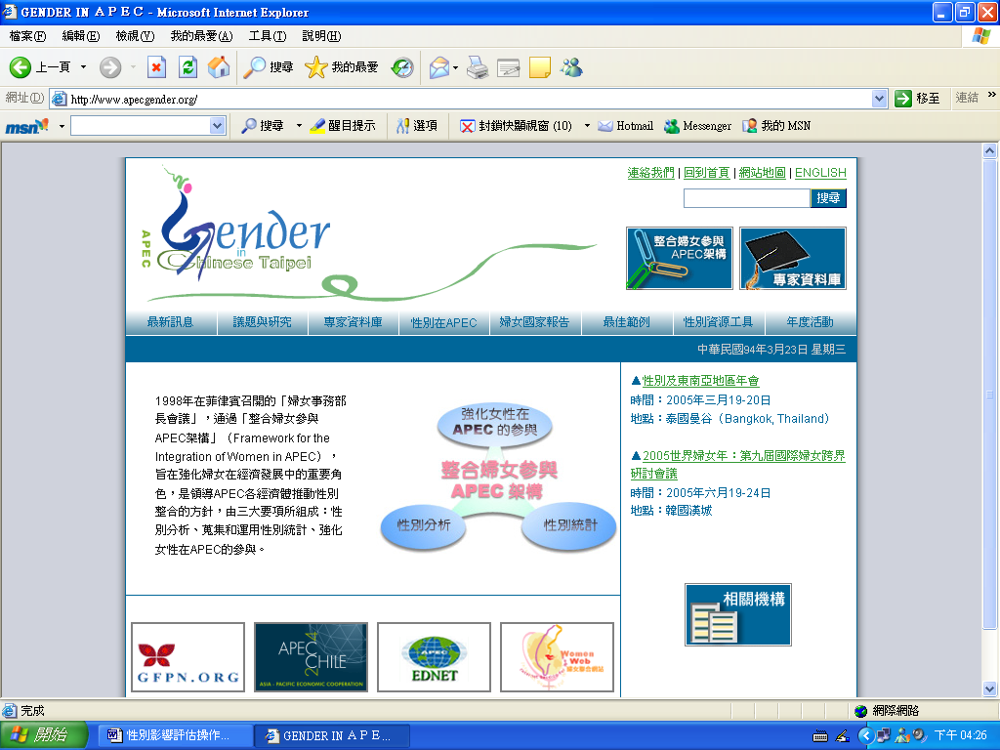 GENDER IN ＡＰＥＣ - Microsoft Internet Explorer
檔案(F) 編輯(E) 檢視(V) 我的最愛(A) 工具(T) 說明(H)
上一頁 搜尋 我的最愛
網址(D) http://www.apecgender.org/ 移至 連結 »
msn 搜尋 醒目提示 選項 封鎖快顯視窗 (10) Hotmail Messenger 我的 MSN
連絡我們 | 回到首頁 | 網站地圖 | ENGLISH
搜尋
APEC
Gender
in
Chinese Taipei
整合婦女參與
APEC架構
專家資料庫
最新訊息 議題與研究 專家資料庫 性別在APEC 婦女國家報告 最佳範例 性別資源工具 年度活動
中華民國94年3月23日 星期三
1998年在菲律賓召開的「婦女事務部
長會議」，通過「整合婦女參與
APEC架構」（Framework for the
Integration of Women in APEC），
旨在強化婦女在經濟發展中的重要角
色，是領導APEC各經濟體推動性別
整合的方針，由三大要項所組成：性
別分析、蒐集和運用性別統計、強化
女性在APEC的參與。
強化女性在
APEC 的參與
整合婦女參與
APEC 架構
性別分析
性別統計
▲性別及東南亞地區年會
時間：2005年三月19-20日
地點：泰國曼谷（Bangkok, Thailand）
▲2005世界婦女年：第九屆國際婦女跨界
研討會議
時間：2005年六月19-24日
地點：韓國漢城
相關機構
GFPN.ORG
APEC
2004
CHILE
ASIA - PACIFIC ECONOMIC COOPERATION
APEC
EDNET
Women
Web
婦女聯合網站
完成 網際網路
開始 性別影響評估操作... GENDER IN ＡＰＥ... 下午 04:26